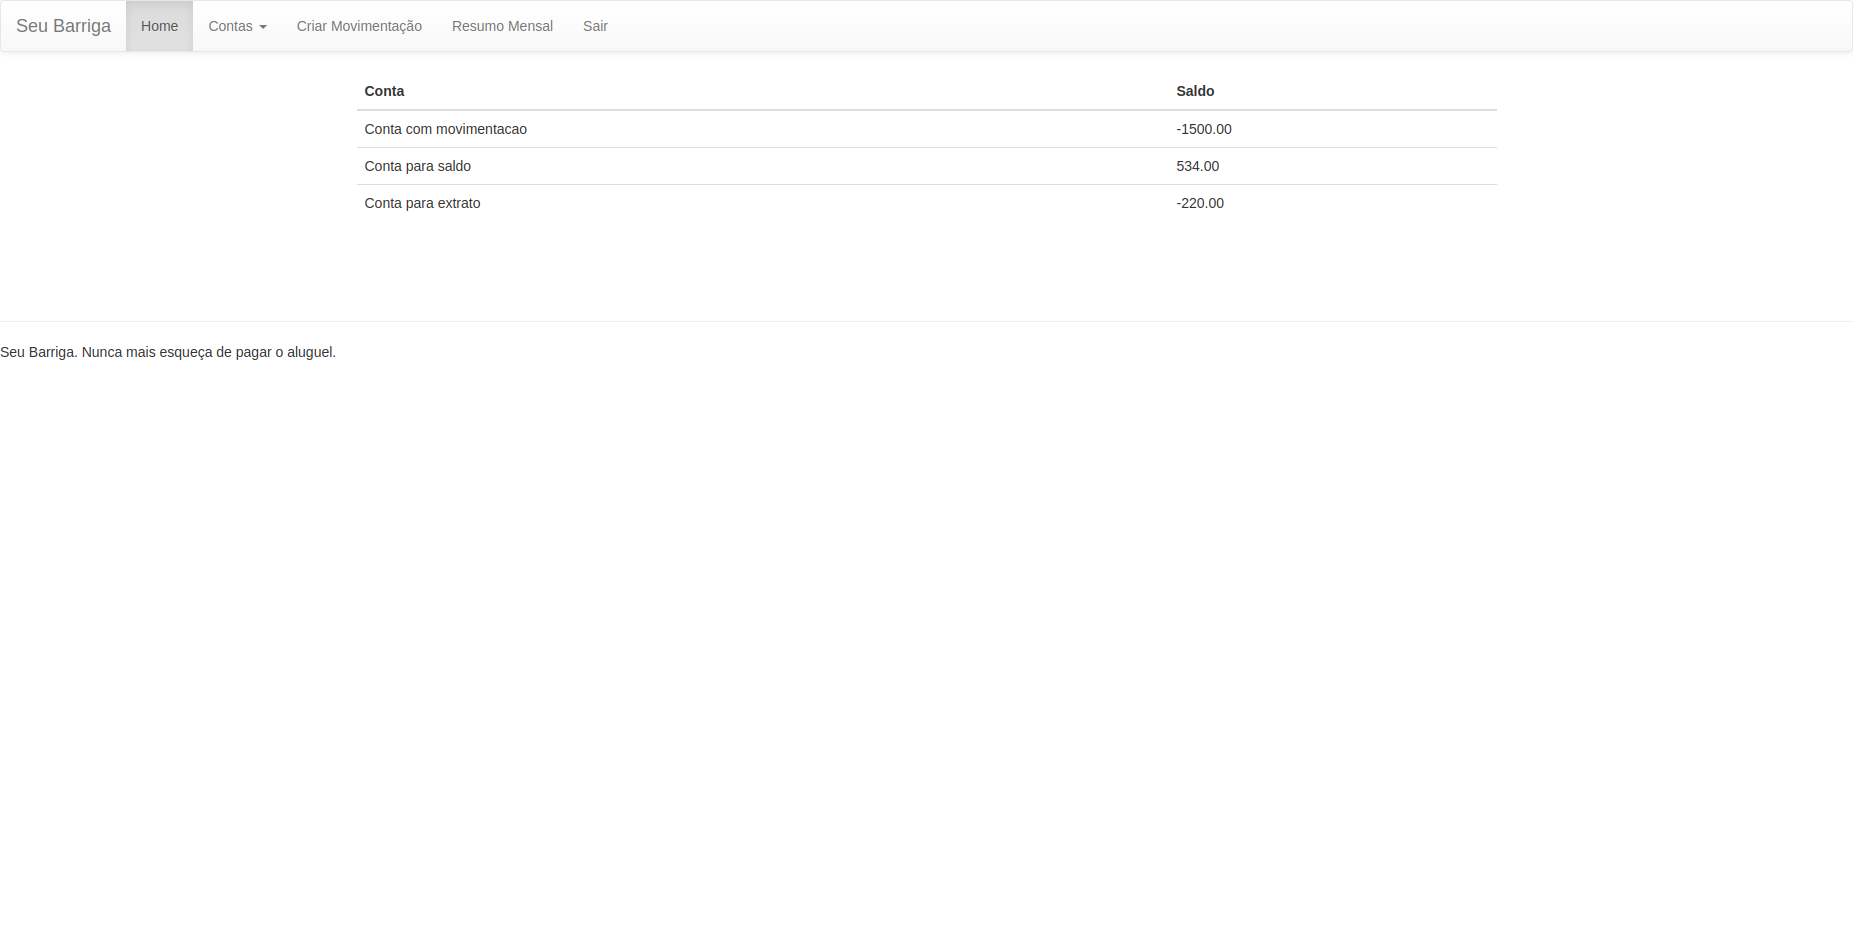 Seu Barriga Home Contas Criar Movimentação Resumo Mensal Sair
Conta Saldo
Conta com movimentacao -1500.00
Conta para saldo 534.00
Conta para extrato -220.00
Seu Barriga. Nunca mais esqueça de pagar o aluguel.